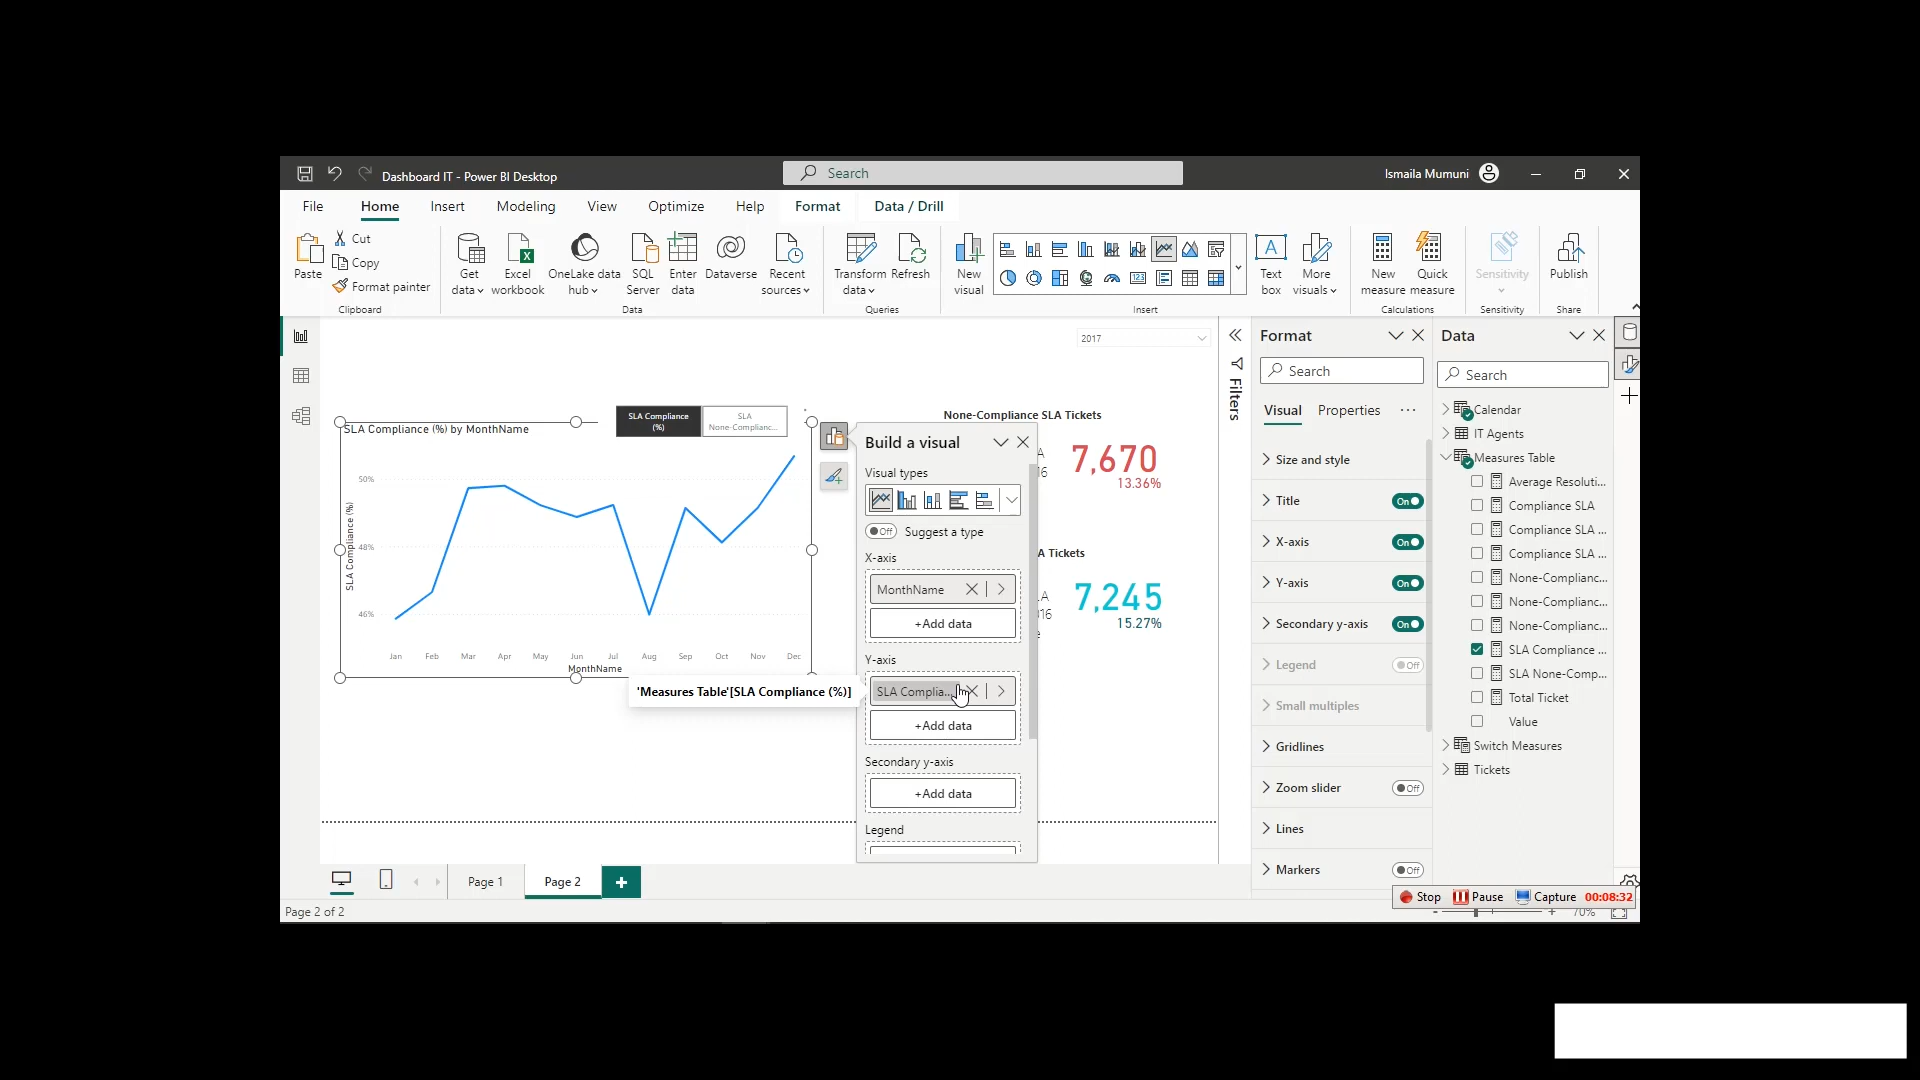 Dashboard IT - Power BI Desktop
Search
Ismaila Mumuni
File
Home
Insert
Modeling
View
Optimize
Help
Format
Data / Drill
Paste
Cut
Copy
Format painter
Clipboard
Get data
Excel workbook
OneLake data hub
SQL Server
Enter data
Dataverse
Recent sources
Data
Transform data
Refresh
Queries
New visual
Insert
Text box
More visuals
New measure
Quick measure
Calculations
Sensitivity
Sensitivity
Publish
Share
2017
SLA Compliance (%)
SLA None-Complianc...
SLA Compliance (%) by MonthName
SLA Compliance (%)
50%
48%
46%
Jan Feb Mar Apr May Jun Jul Aug Sep Oct Nov Dec
MonthName
'Measures Table'[SLA Compliance (%)]
None-Compliance SLA Tickets
7,670
13.36%
A Tickets
7,245
15.27%
Build a visual
Visual types
Off Suggest a type
X-axis
MonthName
+Add data
Y-axis
SLA Complia...
+Add data
Secondary y-axis
+Add data
Legend
Filters
Format
Search
Visual
Properties
Size and style
Title On
X-axis On
Y-axis On
Secondary y-axis On
Legend Off
Small multiples
Gridlines
Zoom slider Off
Lines
Markers Off
Data
Search
Calendar
IT Agents
Measures Table
Average Resoluti...
Compliance SLA
Compliance SLA ...
Compliance SLA ...
None-Complianc...
None-Complianc...
None-Complianc...
SLA Compliance ...
SLA None-Comp...
Total Ticket
Value
Switch Measures
Tickets
Page 1
Page 2
Page 2 of 2
Stop
Pause
Capture
00:08:32
70%